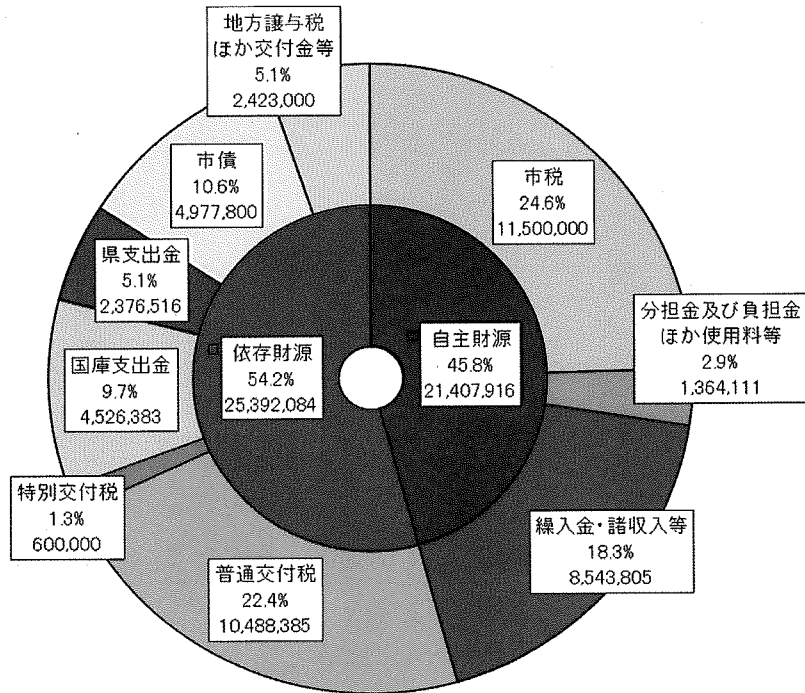 地方譲与税
ほか交付金等
5.1%
2,423,000
市税
24.6%
11,500,000
市債
10.6%
4,977,800
県支出金
5.1%
2,376,516
分担金及び負担金
ほか使用料等
2.9%
1,364,111
依存財源
54.2%
25,392,084
自主財源
45.8%
21,407,916
国庫支出金
9.7%
4,526,383
特別交付税
1.3%
600,000
繰入金・諸収入等
18.3%
8,543,805
普通交付税
22.4%
10,488,385